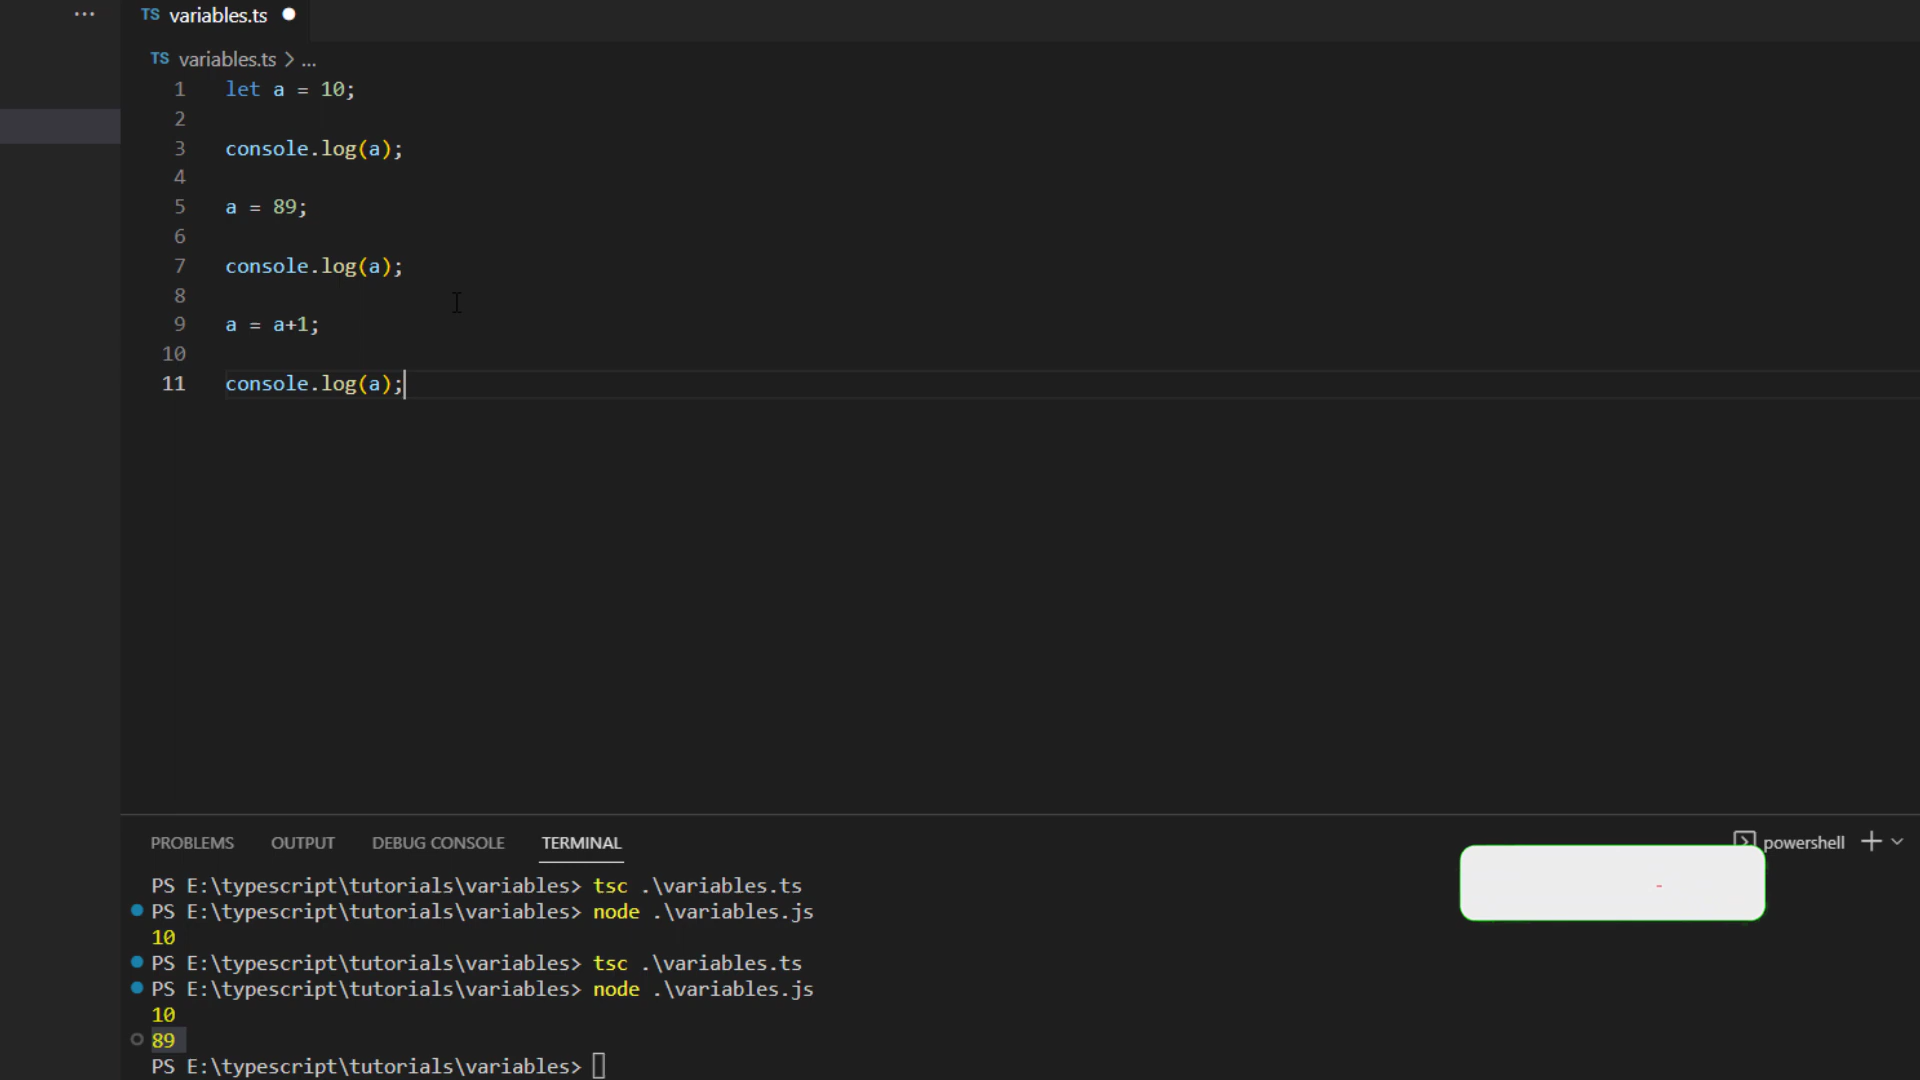 ... TS variables.ts
TS variables.ts > ...
1 let a = 10;
2
3 console.log(a);
4
5 a = 89;
6
7 console.log(a);
8
9 a = a+1;
10
11 console.log(a);
PROBLEMS OUTPUT DEBUG CONSOLE TERMINAL powershell
PS E:\typescript\tutorials\variables> tsc .\variables.ts
PS E:\typescript\tutorials\variables> node .\variables.js
10
PS E:\typescript\tutorials\variables> tsc .\variables.ts
PS E:\typescript\tutorials\variables> node .\variables.js
10
89
PS E:\typescript\tutorials\variables>